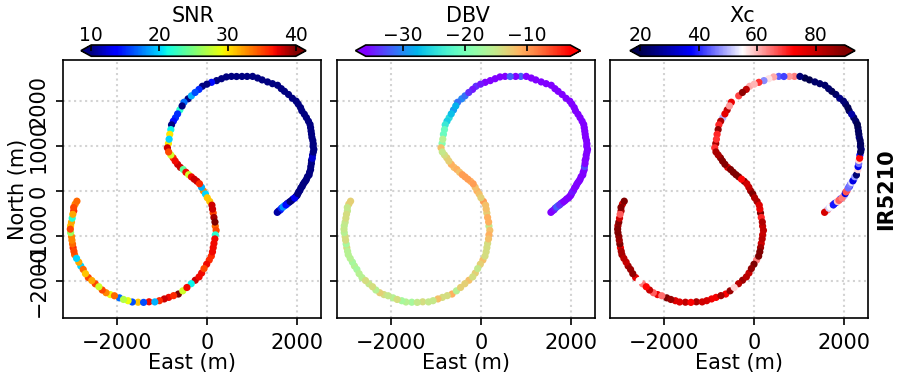 SNR
DBV
Xc
10 20 30 40
−30 −20 −10
20 40 60 80
North (m)
2000
1000
0
−1000
−2000
IR5210
−2000 0 2000
−2000 0 2000
−2000 0 2000
East (m)
East (m)
East (m)